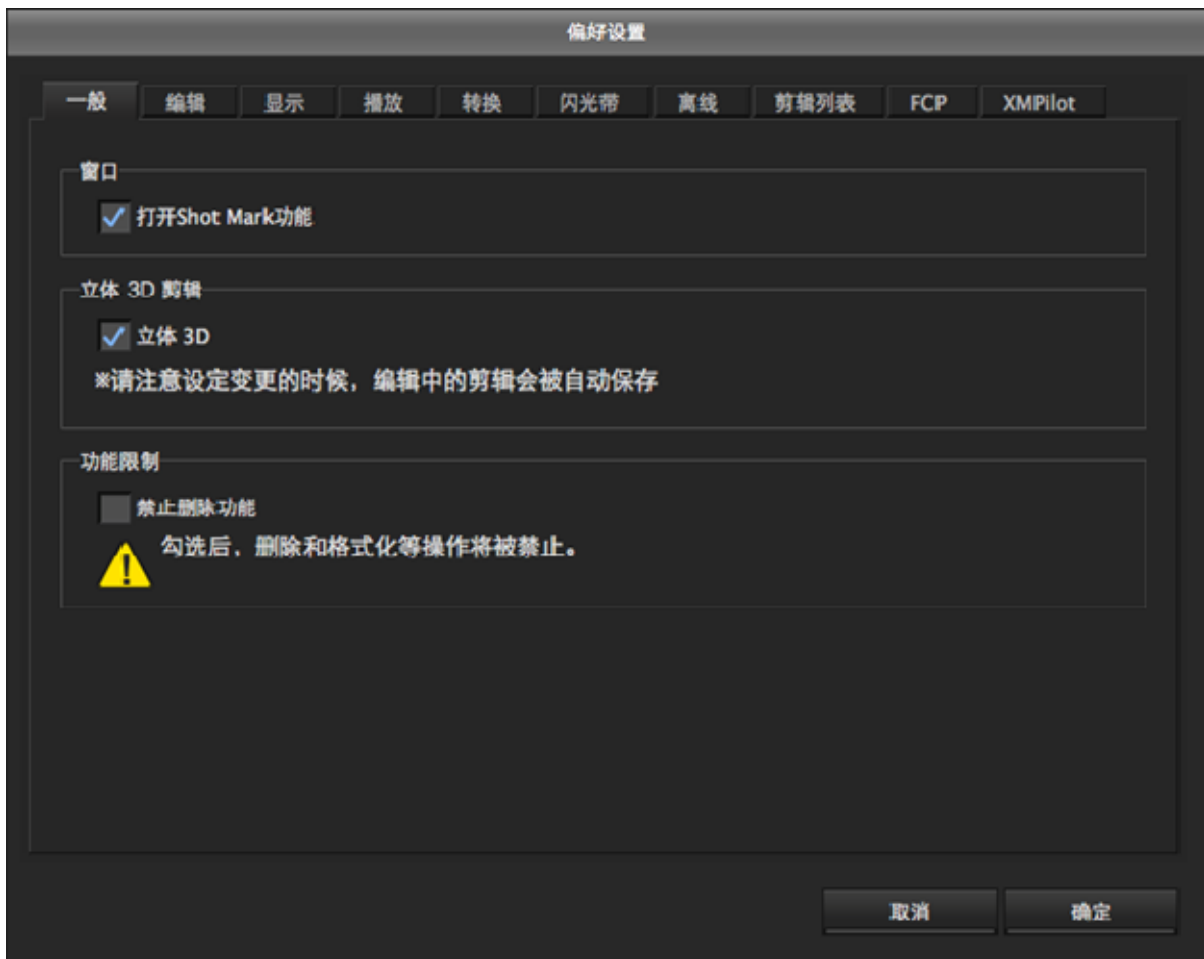 偏好设置
一般 编辑 显示 播放 转换 闪光带 离线 剪辑列表 FCP XMPilot
窗口
打开Shot Mark功能
立体 3D 剪辑
立体 3D
※请注意设定变更的时候，编辑中的剪辑会被自动保存
功能限制
禁止删除功能
勾选后，删除和格式化等操作将被禁止。
取消 确定